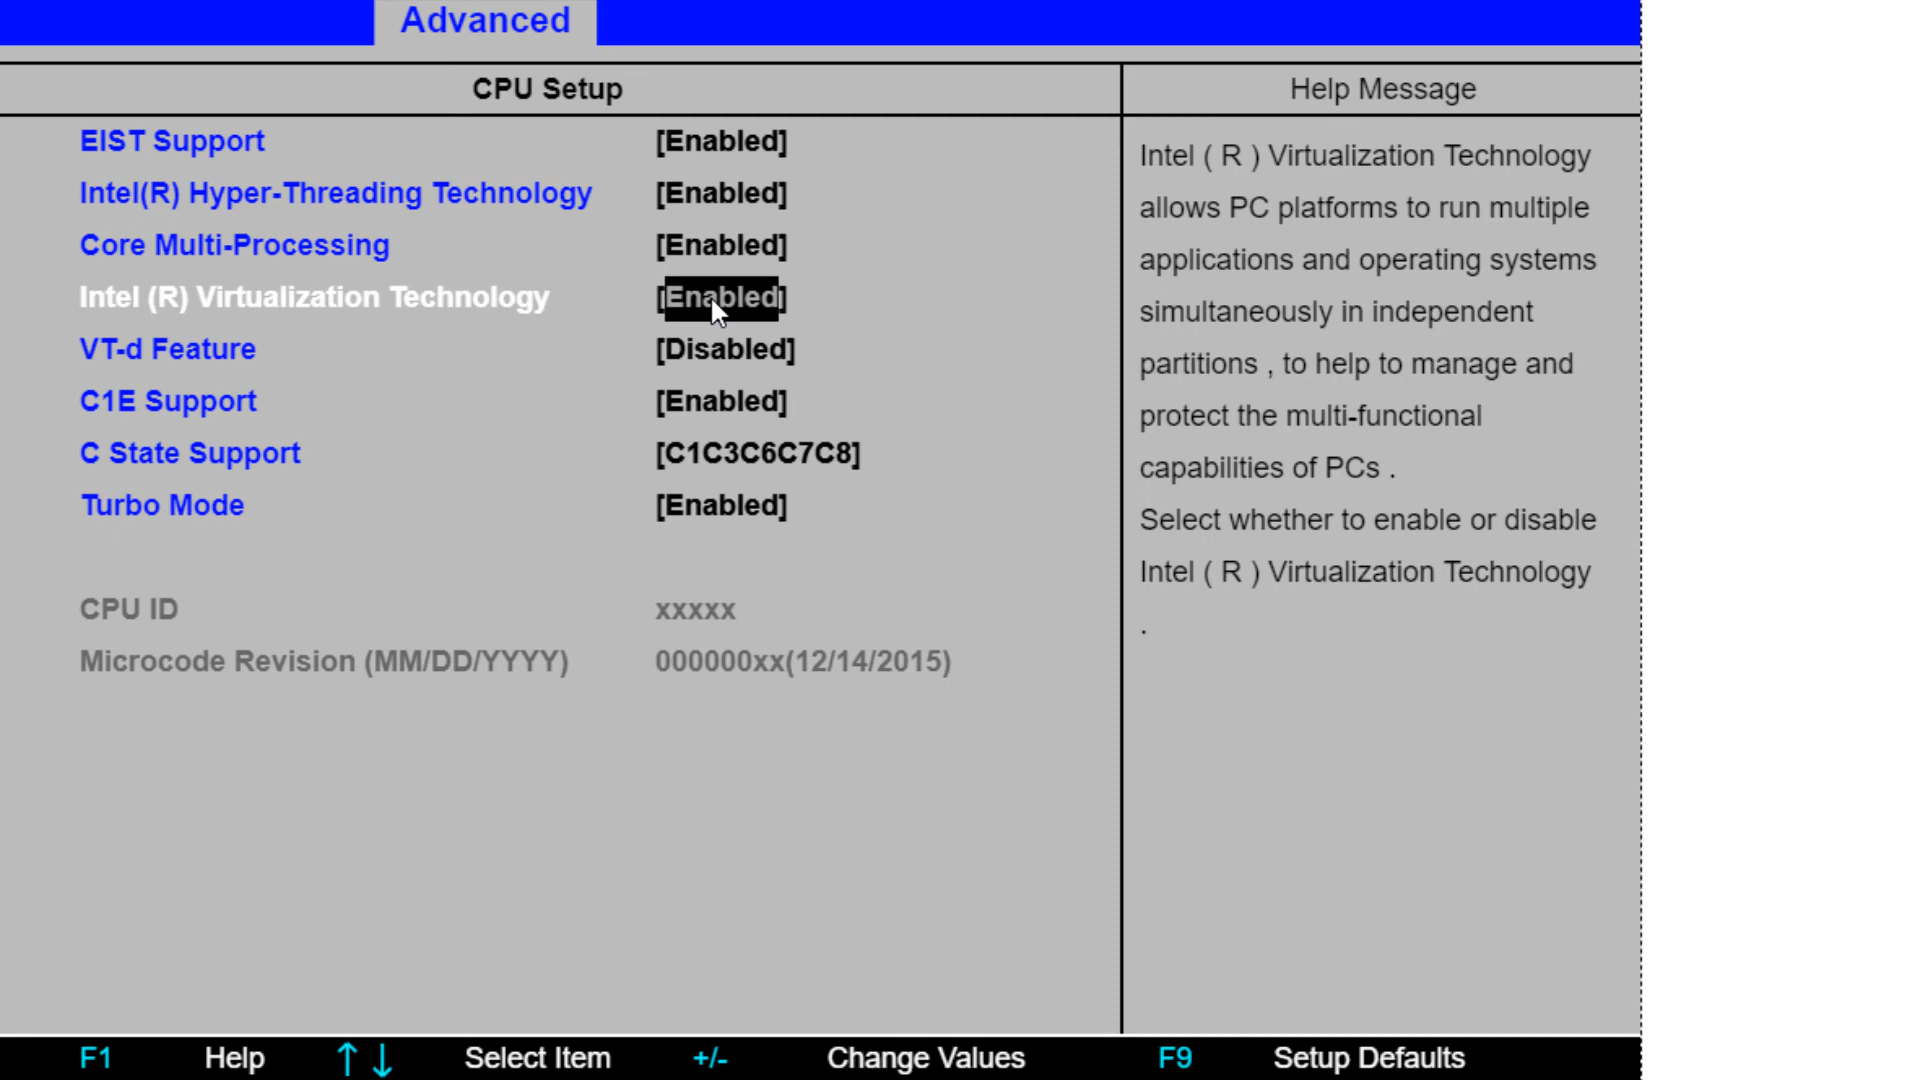 Advanced
CPU Setup
Help Message
EIST Support [Enabled]
Intel(R) Hyper-Threading Technology [Enabled]
Core Multi-Processing [Enabled]
Intel (R) Virtualization Technology [Enabled]
VT-d Feature [Disabled]
C1E Support [Enabled]
C State Support [C1C3C6C7C8]
Turbo Mode [Enabled]
CPU ID xxxxx
Microcode Revision (MM/DD/YYYY) 000000xx(12/14/2015)
Intel ( R ) Virtualization Technology
allows PC platforms to run multiple
applications and operating systems
simultaneously in independent
partitions , to help to manage and
protect the multi-functional
capabilities of PCs .
Select whether to enable or disable
Intel ( R ) Virtualization Technology
.
F1 Help ↑↓ Select Item +/- Change Values F9 Setup Defaults